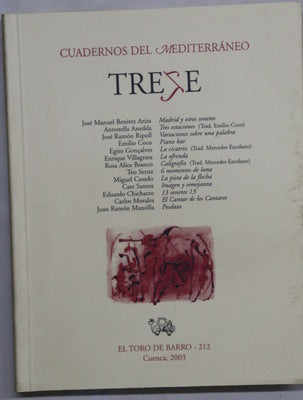 CUADERNOS DEL MEDITERRÁNEO
TREZE
José Manuel Benítez Ariza Madrid y otros sonetos
Antonella Anedda Tres estaciones (Trad. Emilio Coco)
José Ramón Ripoll Variaciones sobre una palabra
Emilio Coco Piano bar
Egito Gonçalves La cicatriz (Trad. Mercedes Escolano)
Enrique Villagrasa La ofrenda
Rosa Alice Branco Caligrafía (Trad. Mercedes Escolano)
Teo Serna 6 momentos de luna
Miguel Casado La pista de la flecha
Care Santos Imagen y semejanza
Eduardo Chicharro 13 sonetos 13
Carlos Morales El Cantar de los Cantares
Juan Ramón Mansilla Postdata
EL TORO DE BARRO - 212
Cuenca, 2003